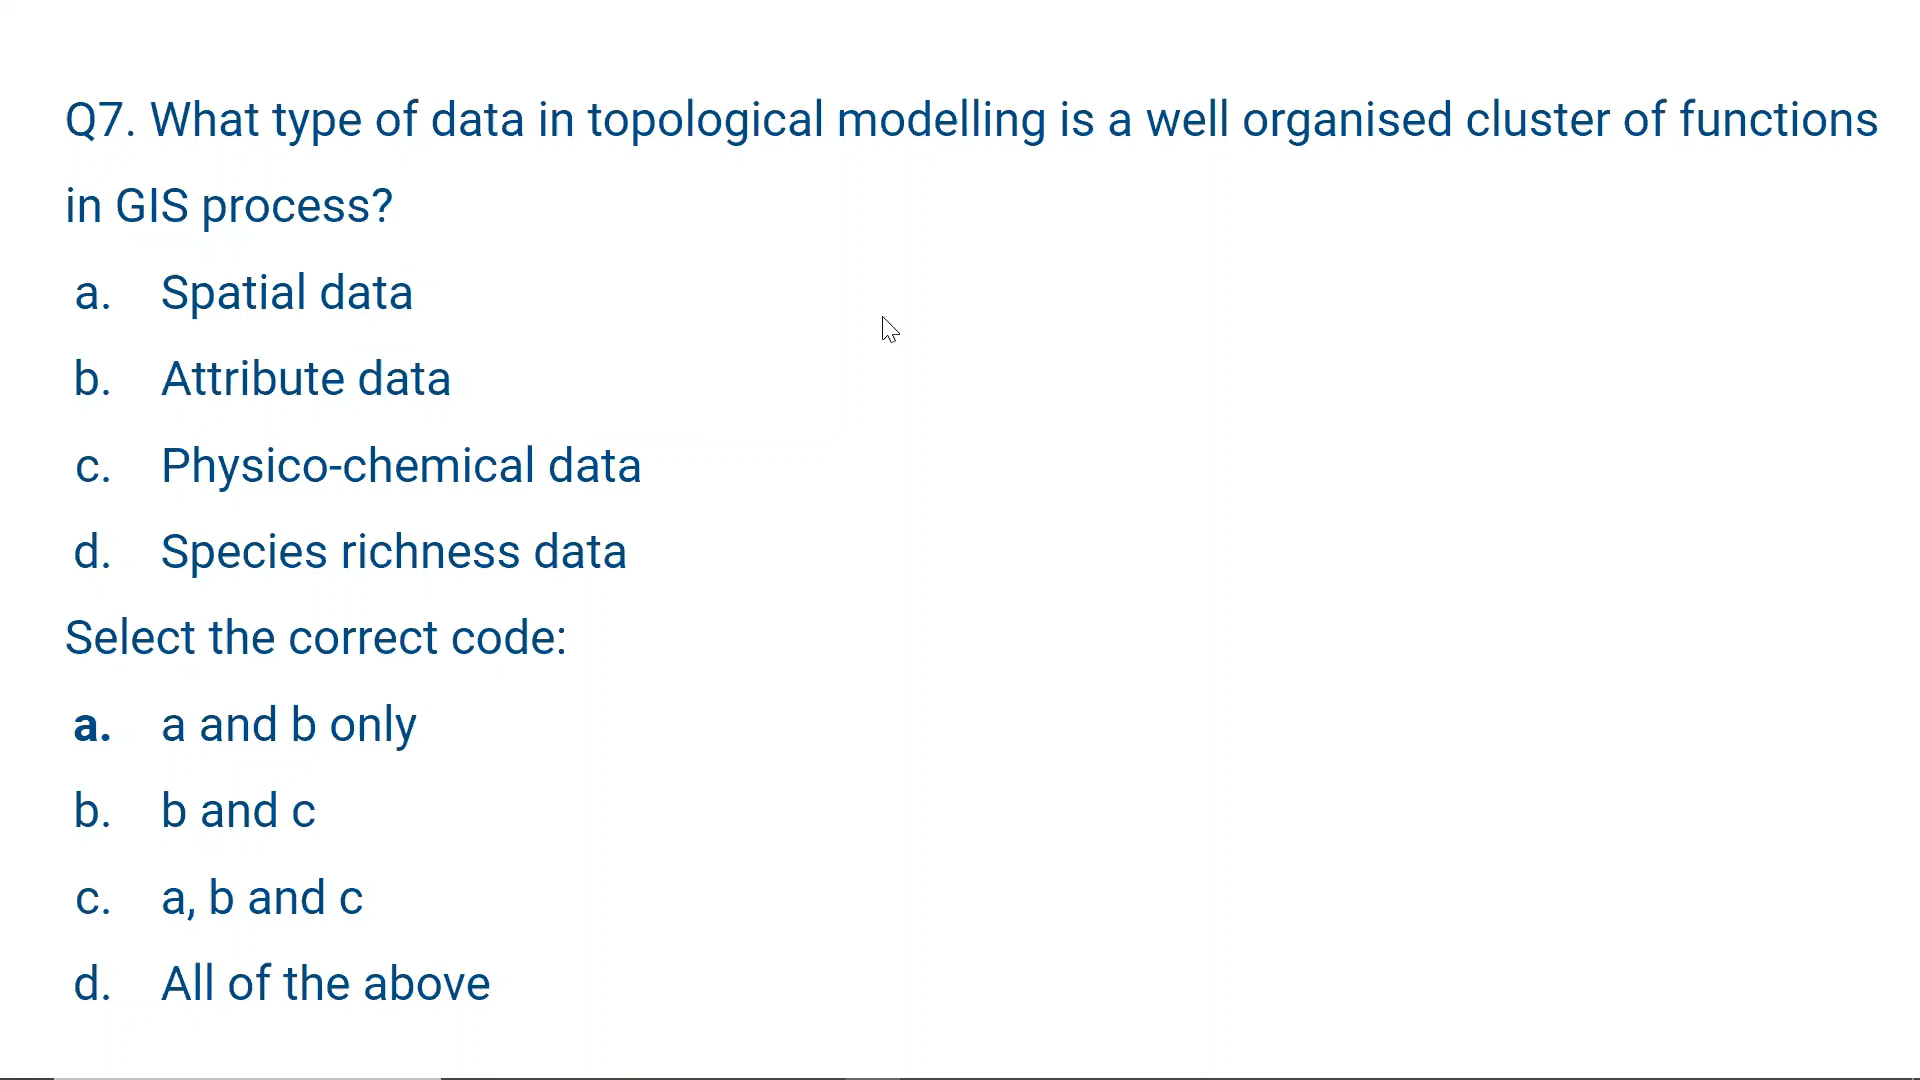 Q7. What type of data in topological modelling is a well organised cluster of functions
in GIS process?
a. Spatial data
b. Attribute data
c. Physico-chemical data
d. Species richness data
Select the correct code:
a. a and b only
b. b and c
c. a, b and c
d. All of the above